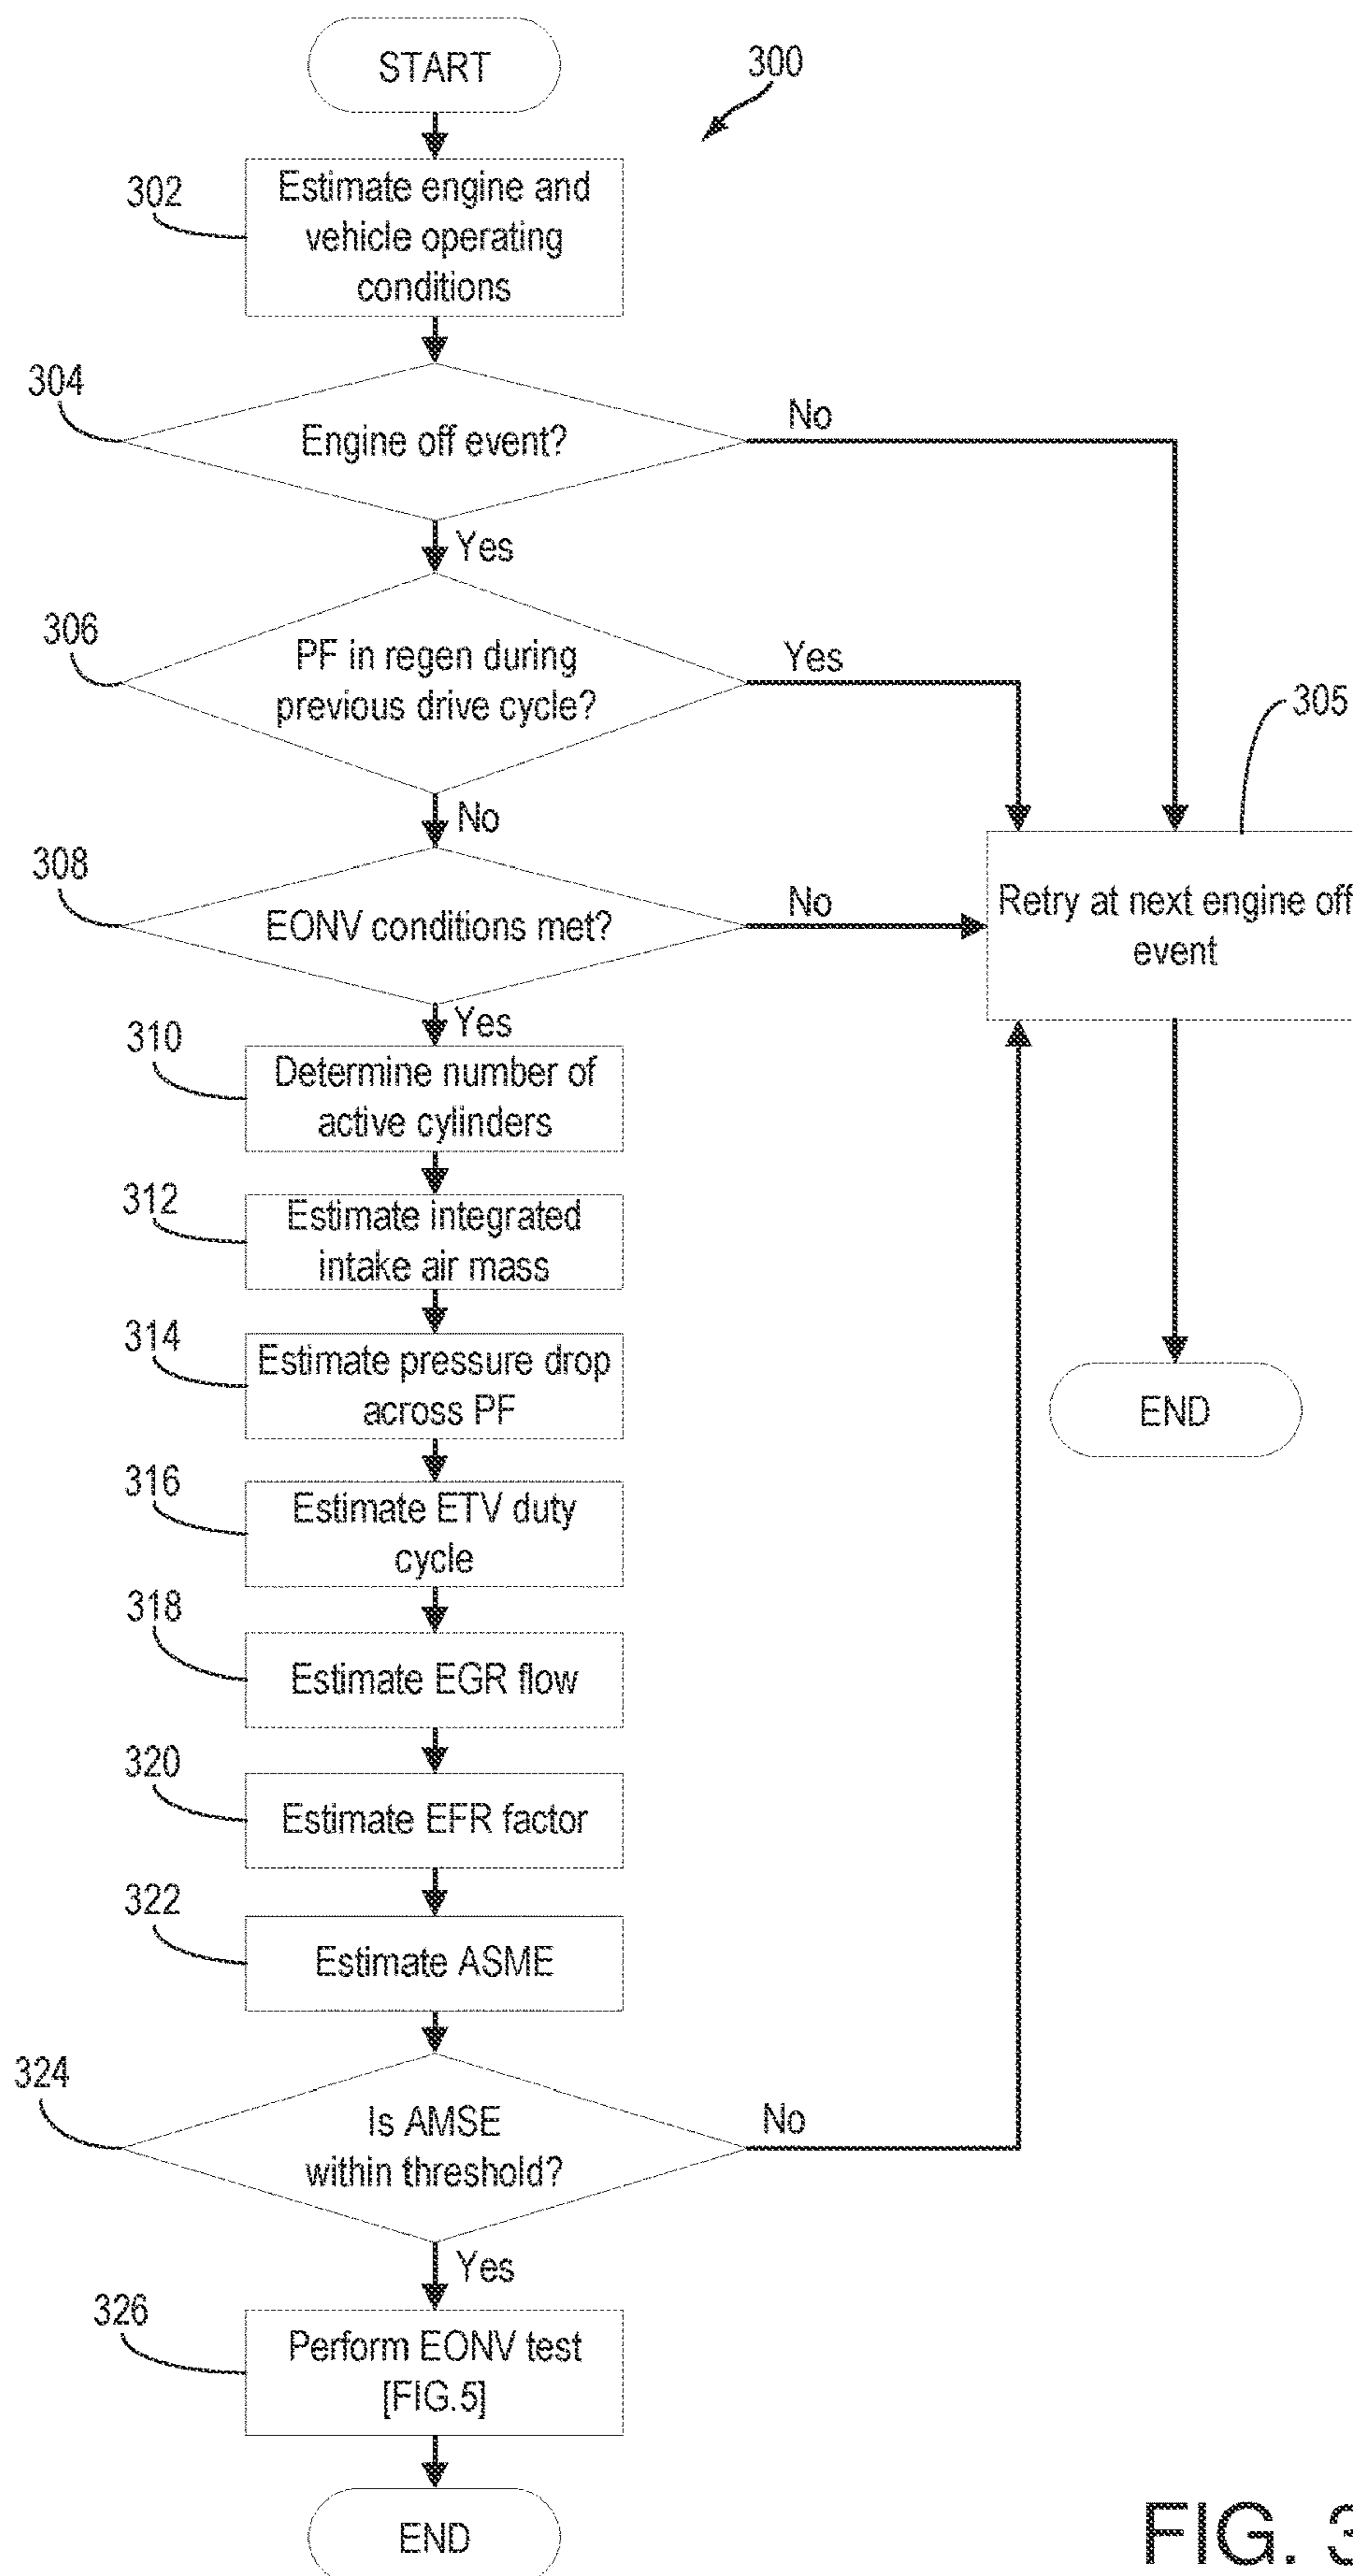 START
300
302
Estimate engine and
vehicle operating
conditions
304
Engine off event?
No
Yes
306
PF in regen during
previous drive cycle?
Yes
305
No
308
EONV conditions met?
No
Retry at next engine off
event
Yes
310
Determine number of
active cylinders
312
Estimate integrated
intake air mass
314
Estimate pressure drop
across PF
END
316
Estimate ETV duty
cycle
318
Estimate EGR flow
320
Estimate EFR factor
322
Estimate ASME
324
Is AMSE
within threshold?
No
Yes
326
Perform EONV test
[FIG.5]
END
FIG. 3